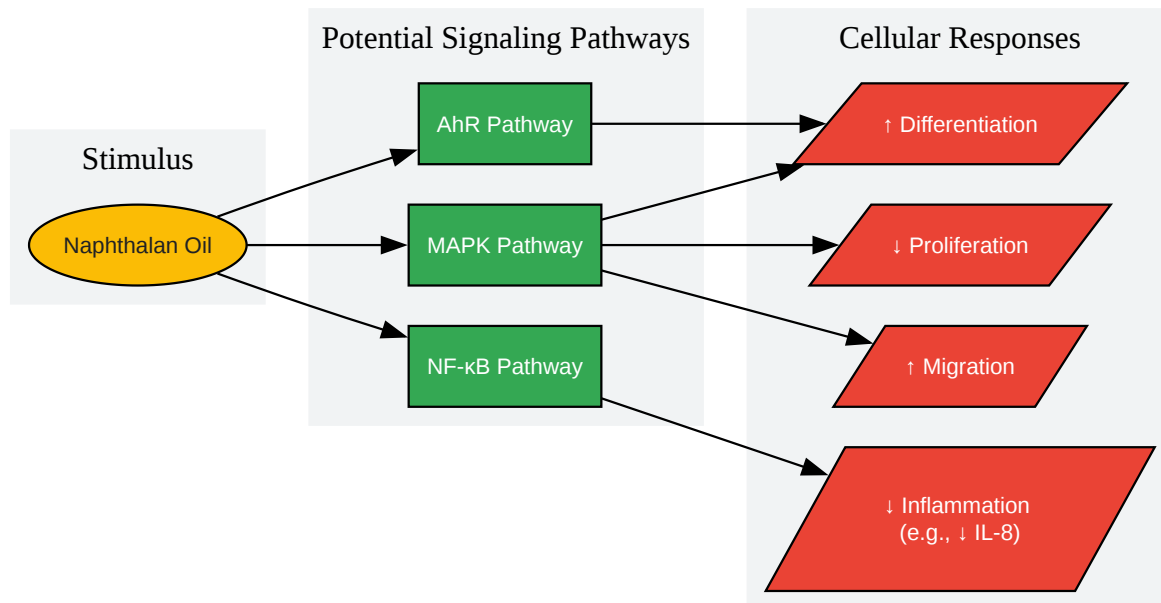 Stimulus
Naphthalan Oil
Potential Signaling Pathways
AhR Pathway
MAPK Pathway
NF-κB Pathway
Cellular Responses
↑ Differentiation
↓ Proliferation
↑ Migration
↓ Inflammation
(e.g., ↓ IL-8)